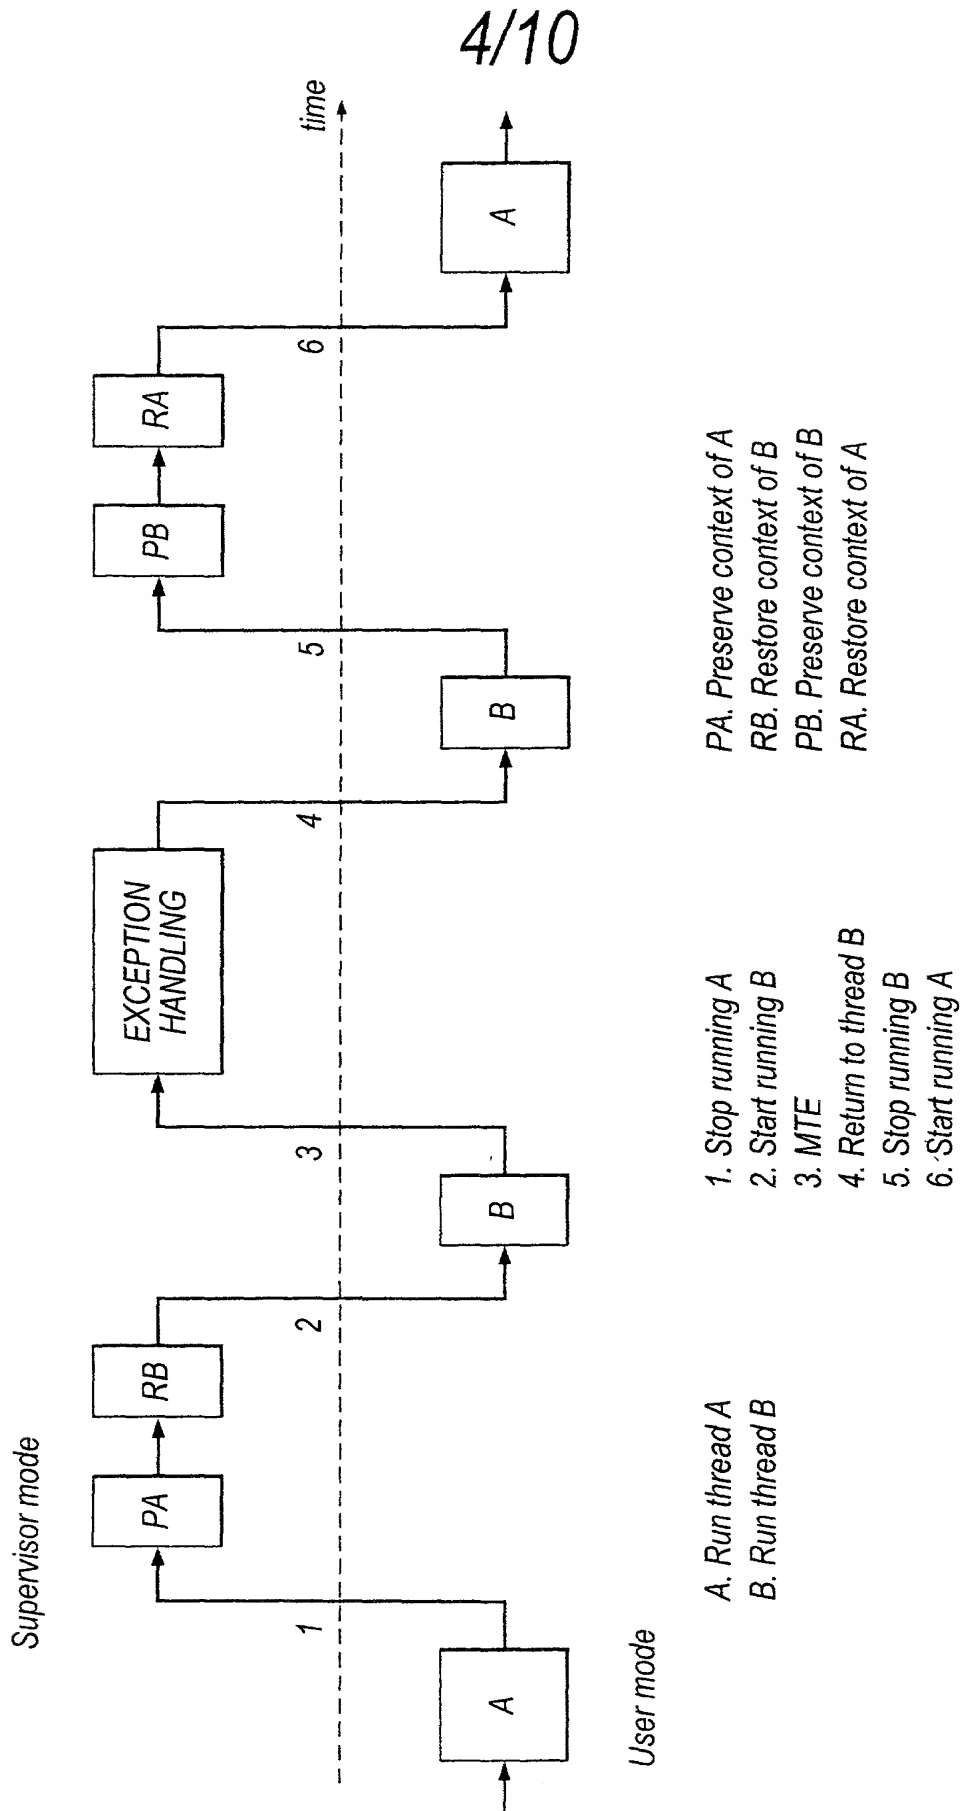 4/10
Supervisor mode
time
PA
RB
EXCEPTION
HANDLING
PB
RA
1
2
3
4
5
6
A
B
B
A
User mode
A. Run thread A
B. Run thread B
1. Stop running A
2. Start running B
3. MTE
4. Return to thread B
5. Stop running B
6. Start running A
PA. Preserve context of A
RB. Restore context of B
PB. Preserve context of B
RA. Restore context of A